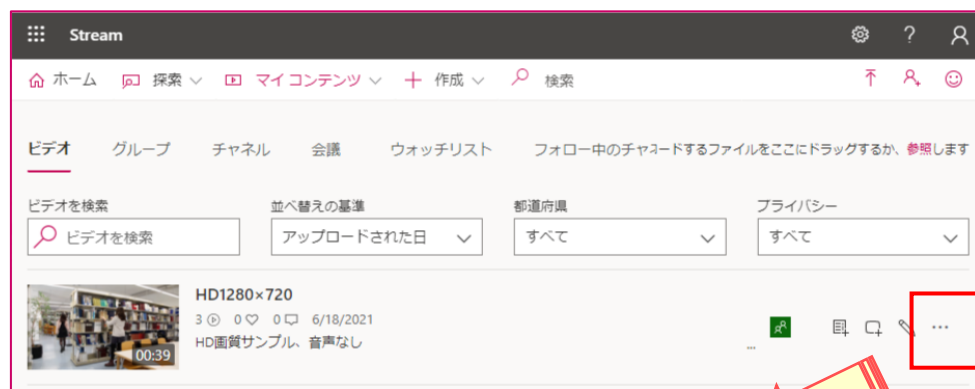 Stream
?
ホーム 探索 マイ コンテンツ 作成 検索
ビデオ グループ チャネル 会議 ウォッチリスト フォロー中のチャネードするファイルをここにドラッグするか、参照します
ビデオを検索 並べ替えの基準 都道府県 プライバシー
ビデオを検索 アップロードされた日 すべて すべて
HD1280×720
3 0 0 6/18/2021
HD画質サンプル、音声なし
00:39
...
...